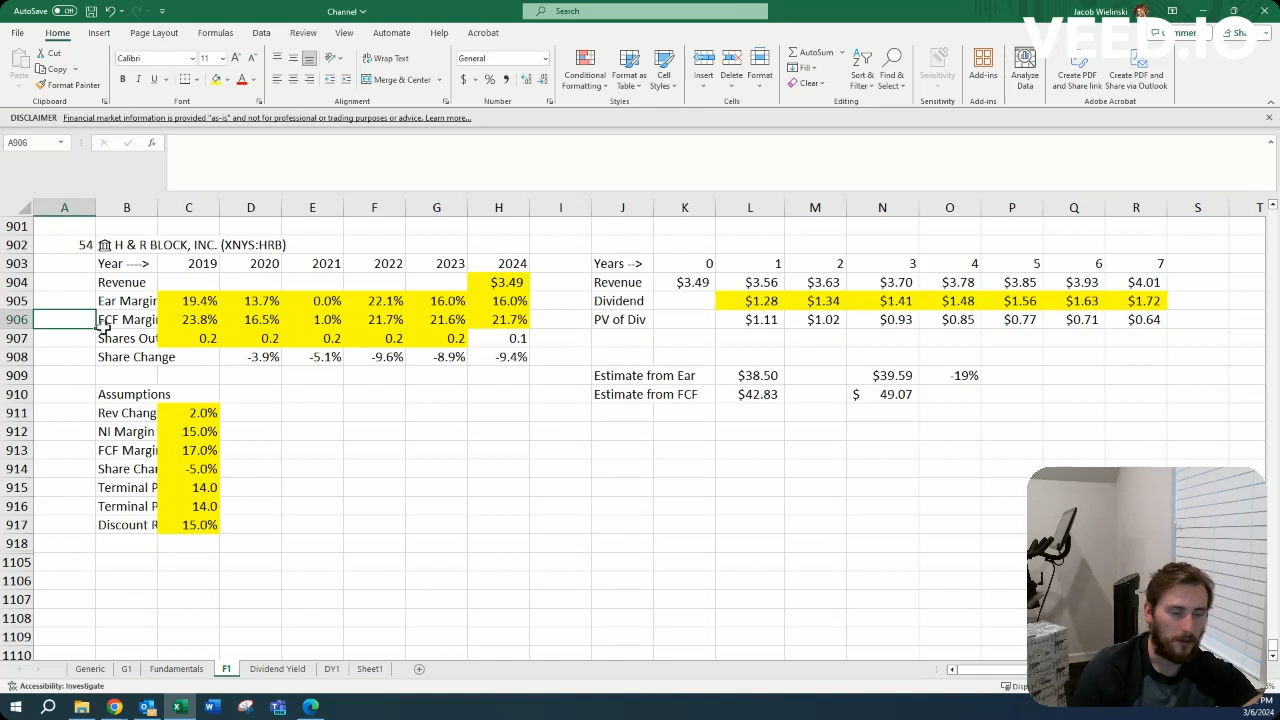 AutoSave Off
Channel
Search
Jacob Wielinski
VEED.IO
File Home Insert Page Layout Formulas Data Review View Automate Help Acrobat
Paste
Cut
Copy
Format Painter
Clipboard
Calibri 11
B I U
Font
Wrap Text
Merge & Center
Alignment
General
Number
Conditional Formatting
Format as Table
Cell Styles
Styles
Insert Delete Format
Cells
AutoSum
Fill
Clear
Sort & Filter
Find & Select
Editing
Sensitivity
Sensitivity
Add-ins
Add-ins
Analyze Data
Create PDF and Share link
Create PDF and Share via Outlook
Adobe Acrobat
DISCLAIMER Financial market information is provided "as-is" and not for professional or trading purposes or advice. Learn more...
A906 fx
A B C D E F G H I J K L M N O P Q R S T
901
902 54 H & R BLOCK, INC. (XNYS:HRB)
903 Year ----> 2019 2020 2021 2022 2023 2024 Years --> 0 1 2 3 4 5 6 7
904 Revenue $3.49 Revenue $3.49 $3.56 $3.63 $3.70 $3.78 $3.85 $3.93 $4.01
905 Ear Margin 19.4% 13.7% 0.0% 22.1% 16.0% 16.0% Dividend $1.28 $1.34 $1.41 $1.48 $1.56 $1.63 $1.72
906 FCF Margin 23.8% 16.5% 1.0% 21.7% 21.6% 21.7% PV of Div $1.11 $1.02 $0.93 $0.85 $0.77 $0.71 $0.64
907 Shares Out 0.2 0.2 0.2 0.2 0.2 0.1
908 Share Change -3.9% -5.1% -9.6% -8.9% -9.4%
909 Estimate from Ear $38.50 $39.59 -19%
910 Assumptions Estimate from FCF $42.83 $ 49.07
911 Rev Chang 2.0%
912 NI Margin 15.0%
913 FCF Margi 17.0%
914 Share Chan -5.0%
915 Terminal P 14.0
916 Terminal P 14.0
917 Discount R 15.0%
918
1105
1106
1107
1108
1109
1110
Generic G1 Fundamentals F1 Dividend Yield DY1 Sheet1
Accessibility: Investigate
3/6/2024